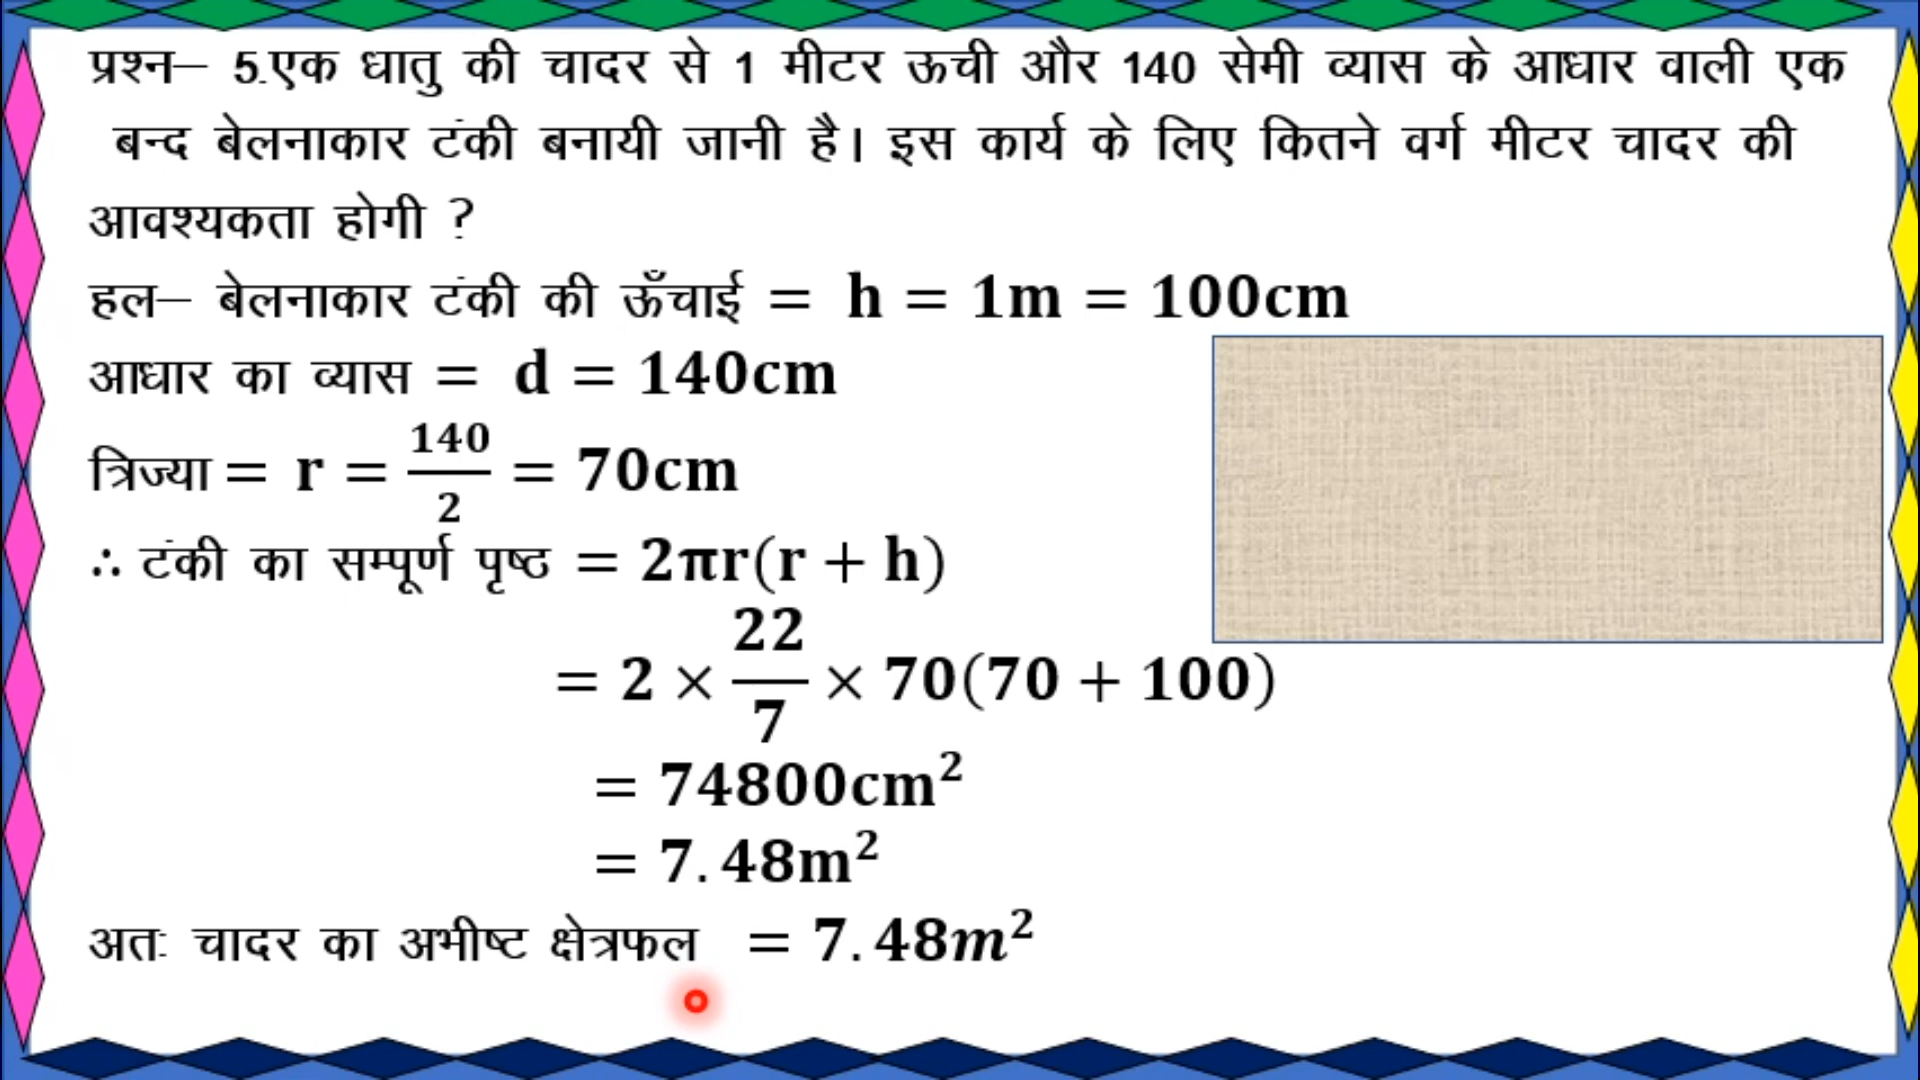 प्रश्न– 5.एक धातु की चादर से 1 मीटर ऊची और 140 सेमी व्यास के आधार वाली एक
बन्द बेलनाकार टंकी बनायी जानी है। इस कार्य के लिए कितने वर्ग मीटर चादर की
आवश्यकता होगी ?
हल– बेलनाकार टंकी की ऊँचाई = h = 1m = 100cm
आधार का व्यास = d = 140cm
त्रिज्या = r = 140/2 = 70cm
∴ टंकी का सम्पूर्ण पृष्ठ = 2πr(r + h)
= 2 × 22/7 × 70(70 + 100)
= 74800cm²
= 7.48m²
अतः चादर का अभीष्ट क्षेत्रफल = 7.48m²